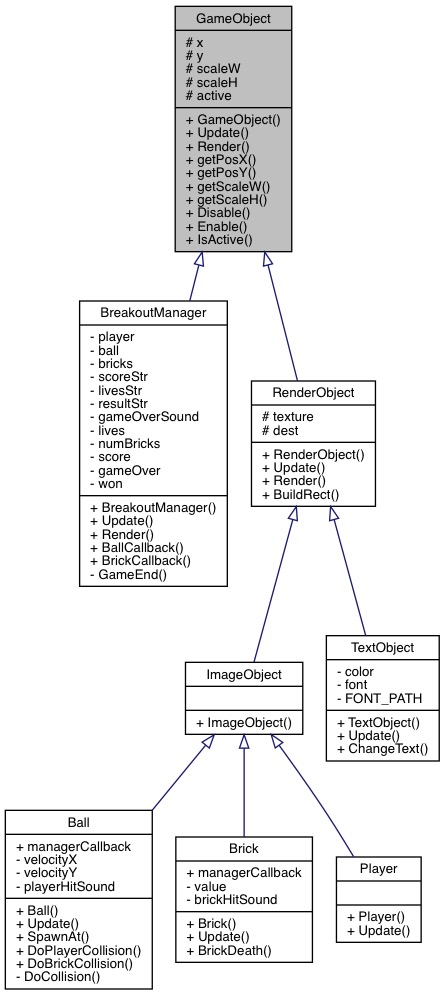 GameObject
# x
# y
# scaleW
# scaleH
# active
+ GameObject()
+ Update()
+ Render()
+ getPosX()
+ getPosY()
+ getScaleW()
+ getScaleH()
+ Disable()
+ Enable()
+ IsActive()
BreakoutManager
- player
- ball
- bricks
- scoreStr
- livesStr
- resultStr
- gameOverSound
- lives
- numBricks
- score
- gameOver
- won
+ BreakoutManager()
+ Update()
+ Render()
+ BallCallback()
+ BrickCallback()
- GameEnd()
RenderObject
# texture
# dest
+ RenderObject()
+ Update()
+ Render()
+ BuildRect()
ImageObject
+ ImageObject()
TextObject
- color
- font
- FONT_PATH
+ TextObject()
+ Update()
+ ChangeText()
Ball
+ managerCallback
- velocityX
- velocityY
- playerHitSound
+ Ball()
+ Update()
+ SpawnAt()
+ DoPlayerCollision()
+ DoBrickCollision()
- DoCollision()
Brick
+ managerCallback
- value
- brickHitSound
+ Brick()
+ Update()
+ BrickDeath()
Player
+ Player()
+ Update()